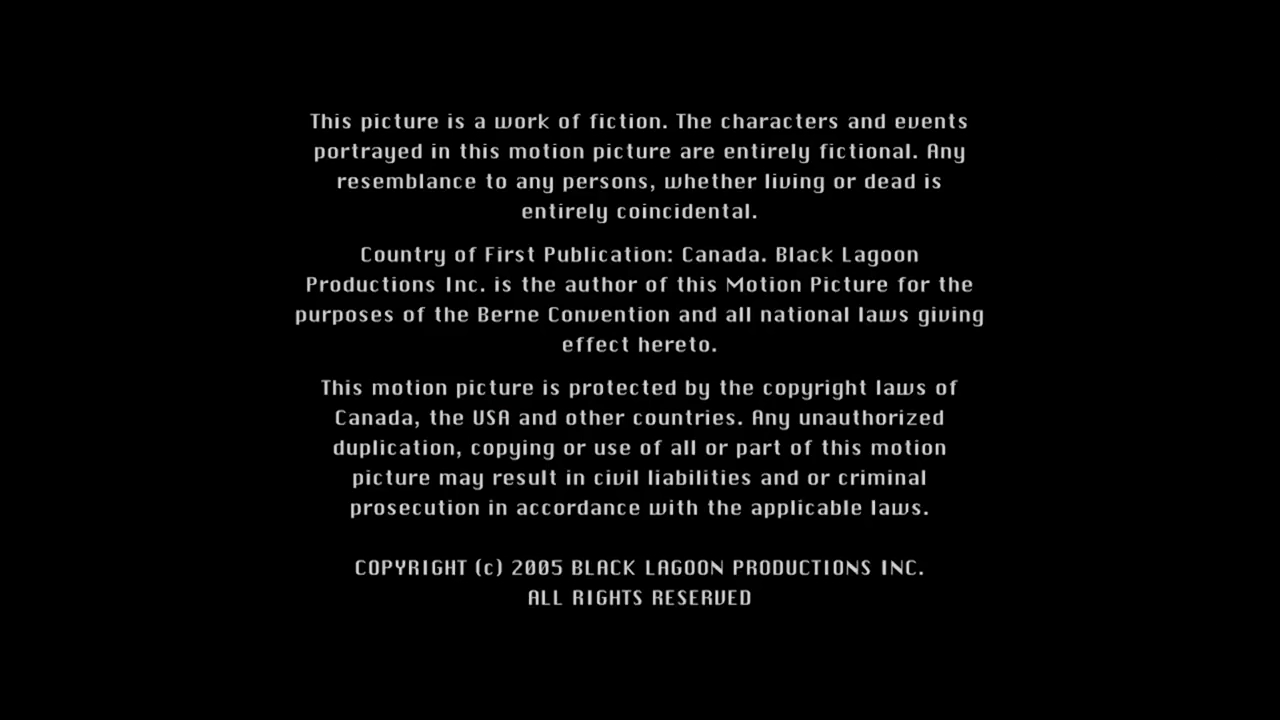 This picture is a work of fiction. The characters and events
portrayed in this motion picture are entirely fictional. Any
resemblance to any persons, whether living or dead is
entirely coincidental.
Country of First Publication: Canada. Black Lagoon
Productions Inc. is the author of this Motion Picture for the
purposes of the Berne Convention and all national laws giving
effect hereto.
This motion picture is protected by the copyright laws of
Canada, the USA and other countries. Any unauthorized
duplication, copying or use of all or part of this motion
picture may result in civil liabilities and or criminal
prosecution in accordance with the applicable laws.
COPYRIGHT (c) 2005 BLACK LAGOON PRODUCTIONS INC.
ALL RIGHTS RESERVED